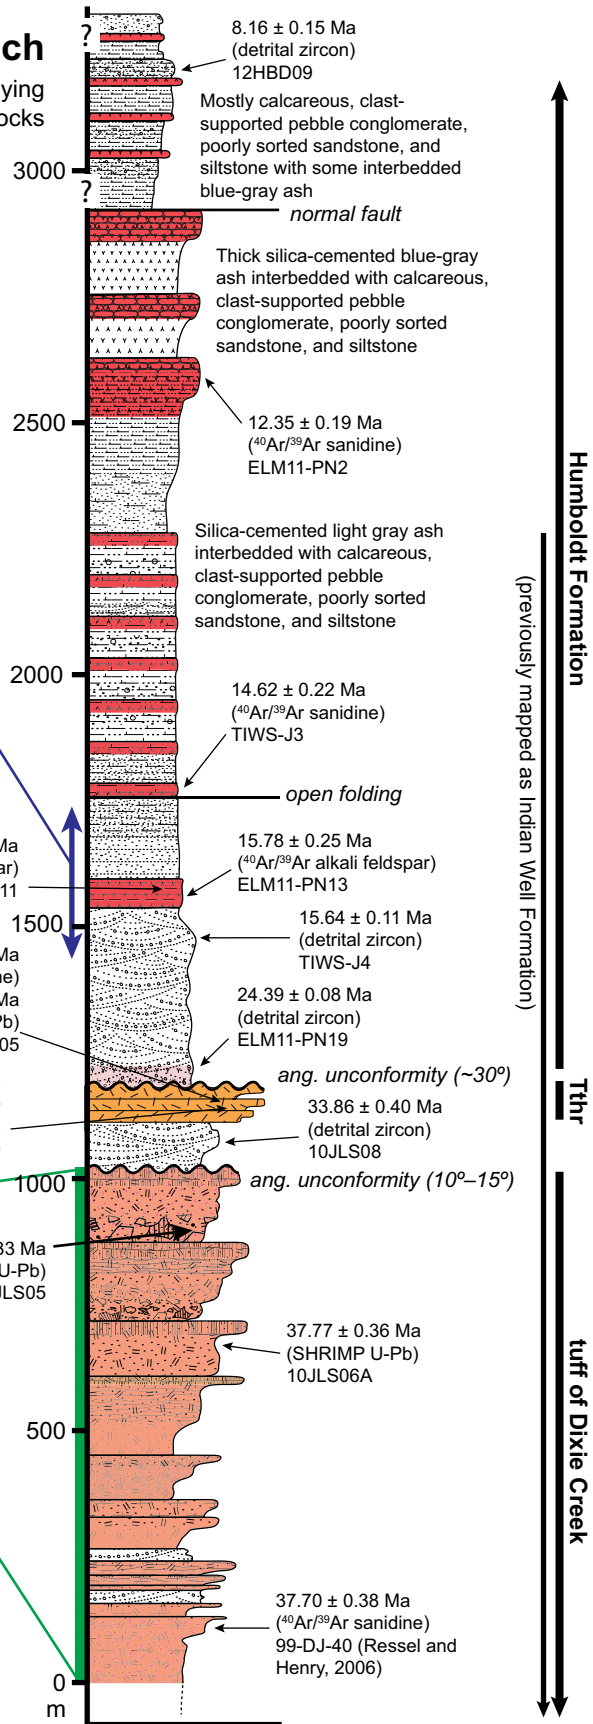 ?
ch
ying
ocks
8.16 ± 0.15 Ma
(detrital zircon)
12HBD09
Mostly calcareous, clast-
supported pebble conglomerate,
poorly sorted sandstone, and
siltstone with some interbedded
blue-gray ash
3000
?
normal fault
Thick silica-cemented blue-gray
ash interbedded with calcareous,
clast-supported pebble
conglomerate, poorly sorted
sandstone, and siltstone
2500
12.35 ± 0.19 Ma
(⁴⁰Ar/³⁹Ar sanidine)
ELM11-PN2
Humboldt Formation
Silica-cemented light gray ash
interbedded with calcareous,
clast-supported pebble
conglomerate, poorly sorted
sandstone, and siltstone
(previously mapped as Indian Well Formation)
2000
14.62 ± 0.22 Ma
(⁴⁰Ar/³⁹Ar sanidine)
TIWS-J3
open folding
Ma
ar)
11
15.78 ± 0.25 Ma
(⁴⁰Ar/³⁹Ar alkali feldspar)
ELM11-PN13
1500
15.64 ± 0.11 Ma
(detrital zircon)
TIWS-J4
Ma
ne)
Ma
Pb)
05
24.39 ± 0.08 Ma
(detrital zircon)
ELM11-PN19
ang. unconformity (~30º)
Tthr
33.86 ± 0.40 Ma
(detrital zircon)
10JLS08
1000
ang. unconformity (10º–15º)
33 Ma
U-Pb)
JLS05
37.77 ± 0.36 Ma
(SHRIMP U-Pb)
10JLS06A
tuff of Dixie Creek
500
37.70 ± 0.38 Ma
(⁴⁰Ar/³⁹Ar sanidine)
99-DJ-40 (Ressel and
Henry, 2006)
0
m